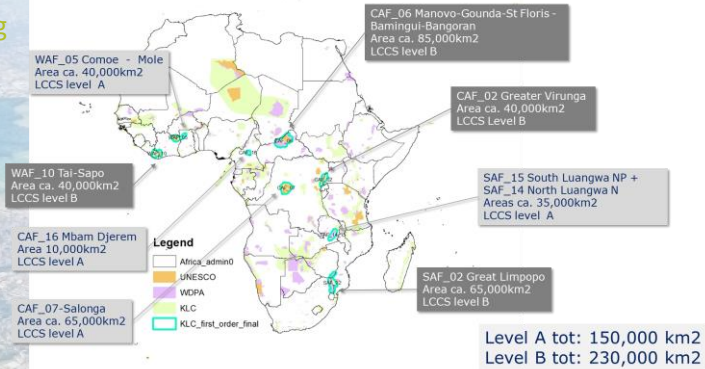 g
CAF_06 Manovo-Gounda-St Floris -
Bamingui-Bangoran
Area ca. 85,000km2
LCCS level B
WAF_05 Comoe - Mole
Area ca. 40,000km2
LCCS level A
CAF_02 Greater Virunga
Area ca. 40,000km2
LCCS Level B
WAF_10 Tai-Sapo
Area ca. 40,000km2
LCCS level B
SAF_15 South Luangwa NP +
SAF_14 North Luangwa N
Areas ca. 35,000km2
LCCS level A
CAF_16 Mbam Djerem
Area 10,000km2
LCCS level A
CAF_07-Salonga
Area ca. 65,000km2
LCCS level A
SAF_02 Great Limpopo
Area ca. 65,000km2
LCCS level B
Legend
Africa_admin0
UNESCO
WDPA
KLC
KLC_first_order_final
Level A tot: 150,000 km2
Level B tot: 230,000 km2